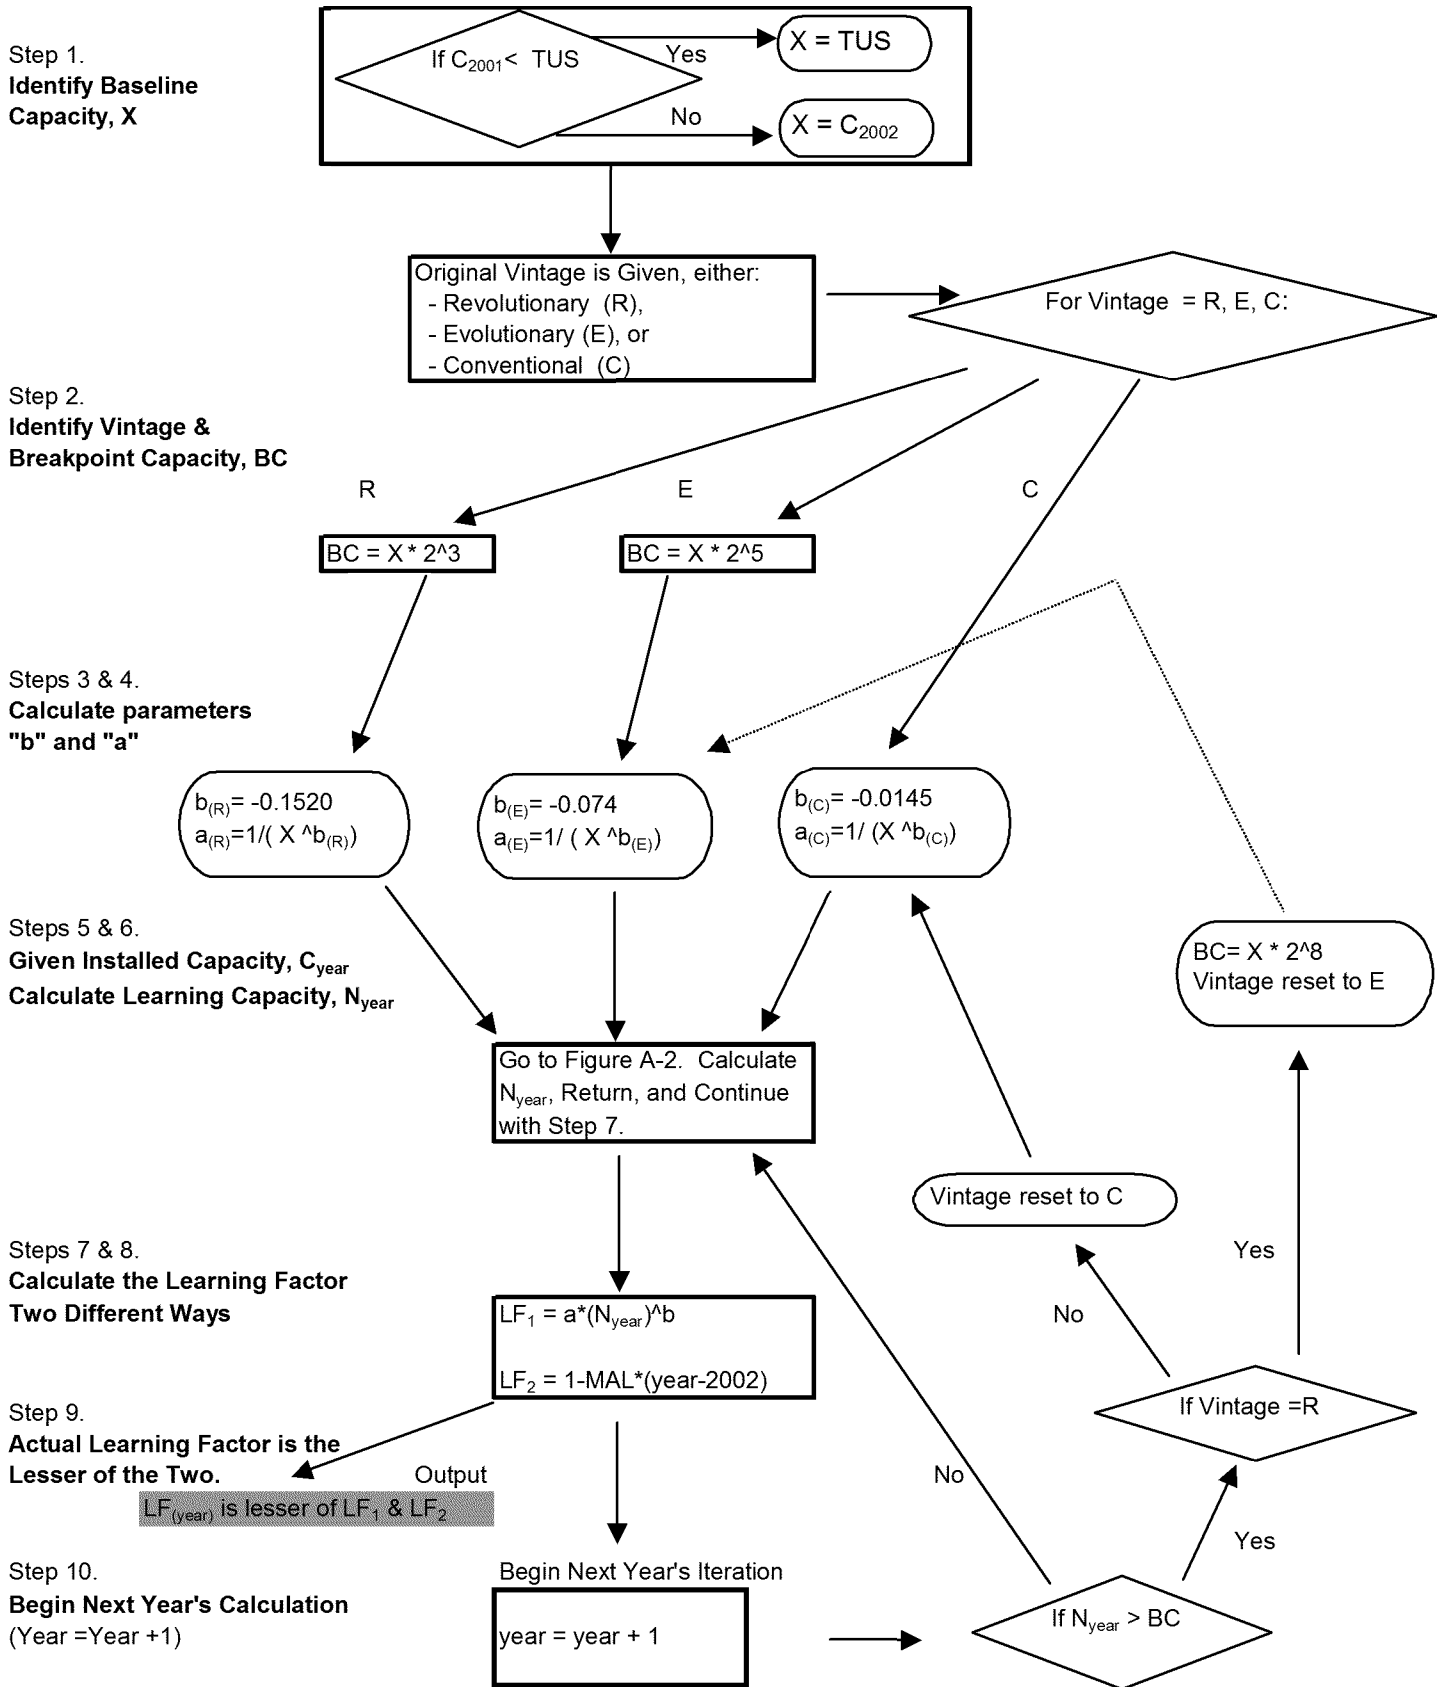 Step 1.
Identify Baseline
Capacity, X
If C2001< TUS
Yes
X = TUS
No
X = C2002
Original Vintage is Given, either:
- Revolutionary (R),
- Evolutionary (E), or
- Conventional (C)
For Vintage = R, E, C:
Step 2.
Identify Vintage &
Breakpoint Capacity, BC
R
E
C
BC = X * 2^3
BC = X * 2^5
Steps 3 & 4.
Calculate parameters
"b" and "a"
b(R)= -0.1520
a(R)=1/( X ^b(R))
b(E)= -0.074
a(E)=1/ ( X ^b(E))
b(C)= -0.0145
a(C)=1/ (X ^b(C))
Steps 5 & 6.
Given Installed Capacity, Cyear
Calculate Learning Capacity, Nyear
BC= X * 2^8
Vintage reset to E
Go to Figure A-2. Calculate
Nyear, Return, and Continue
with Step 7.
Vintage reset to C
Yes
No
Steps 7 & 8.
Calculate the Learning Factor
Two Different Ways
LF1 = a*(Nyear)^b
LF2 = 1-MAL*(year-2002)
If Vintage =R
Step 9.
Actual Learning Factor is the
Lesser of the Two.
Output
LF(year) is lesser of LF1 & LF2
No
Yes
Step 10.
Begin Next Year's Calculation
(Year =Year +1)
Begin Next Year's Iteration
year = year + 1
If Nyear > BC